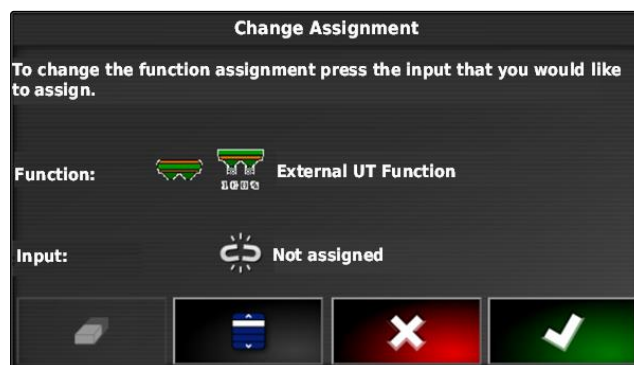 Change Assignment
To change the function assignment press the input that you would like
to assign.
Function: External UT Function
Input: Not assigned